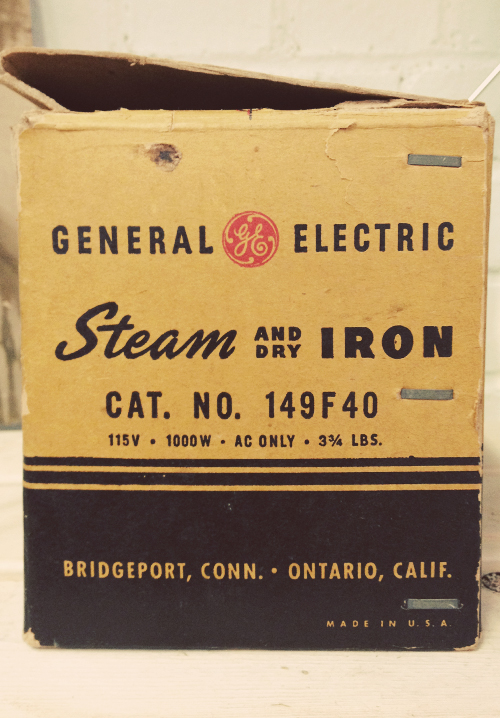 GENERAL GE ELECTRIC
Steam AND DRY IRON
CAT. NO. 149F40
115V • 1000W • AC ONLY • 3¾ LBS.
BRIDGEPORT, CONN. • ONTARIO, CALIF.
MADE IN U.S.A.